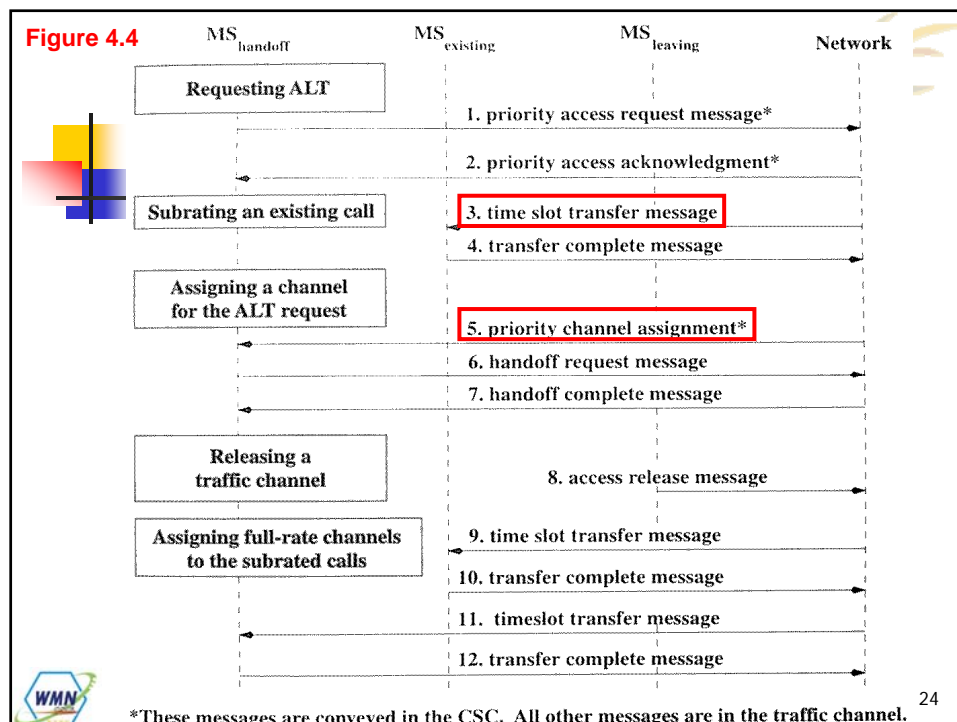 Figure 4.4
MS handoff
MS existing
MS leaving
Network
Requesting ALT
1. priority access request message*
2. priority access acknowledgment*
Subrating an existing call
3. time slot transfer message
4. transfer complete message
Assigning a channel
for the ALT request
5. priority channel assignment*
6. handoff request message
7. handoff complete message
Releasing a
traffic channel
8. access release message
Assigning full-rate channels
to the subrated calls
9. time slot transfer message
10. transfer complete message
11. timeslot transfer message
12. transfer complete message
WMN
24
*These messages are conveyed in the CSC. All other messages are in the traffic channel.